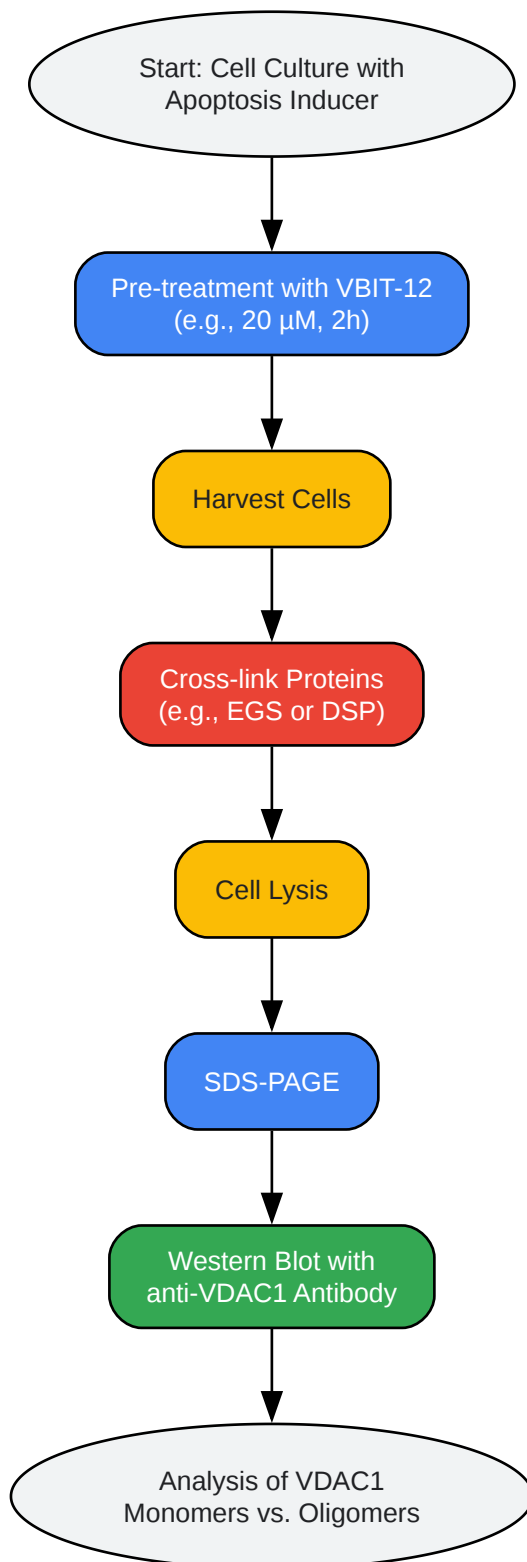 Start: Cell Culture with
Apoptosis Inducer
Pre-treatment with VBIT-12
(e.g., 20 µM, 2h)
Harvest Cells
Cross-link Proteins
(e.g., EGS or DSP)
Cell Lysis
SDS-PAGE
Western Blot with
anti-VDAC1 Antibody
Analysis of VDAC1
Monomers vs. Oligomers